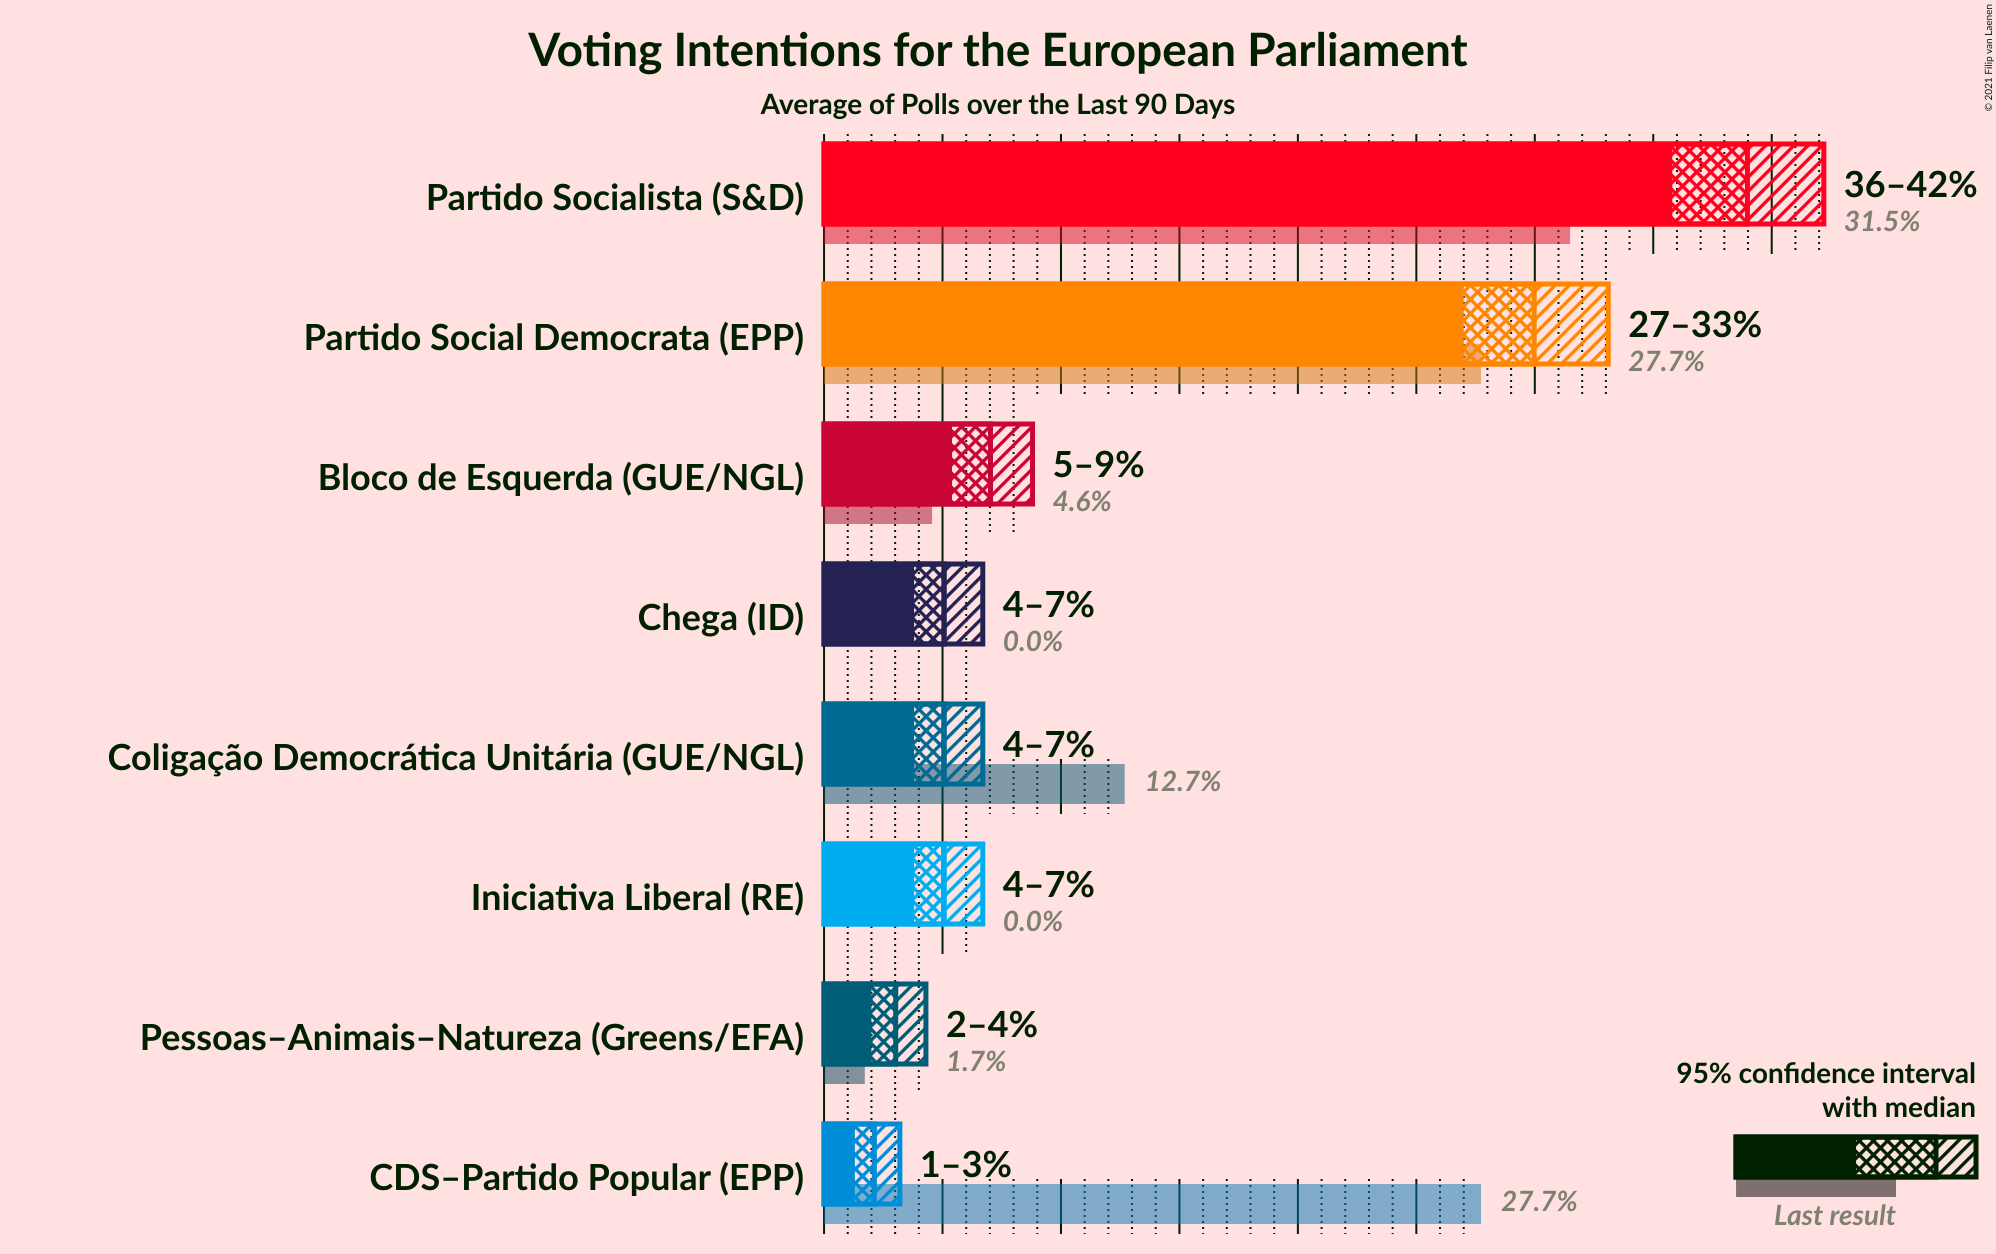 Voting Intentions for the European Parliament
Average of Polls over the Last 90 Days
© 2021 Filip van Laenen
Partido Socialista (S&D)
36–42%
31.5%
Partido Social Democrata (EPP)
27–33%
27.7%
Bloco de Esquerda (GUE/NGL)
5–9%
4.6%
Chega (ID)
4–7%
0.0%
Coligação Democrática Unitária (GUE/NGL)
4–7%
12.7%
Iniciativa Liberal (RE)
4–7%
0.0%
Pessoas–Animais–Natureza (Greens/EFA)
2–4%
1.7%
CDS–Partido Popular (EPP)
1–3%
27.7%
95% confidence interval
with median
Last result